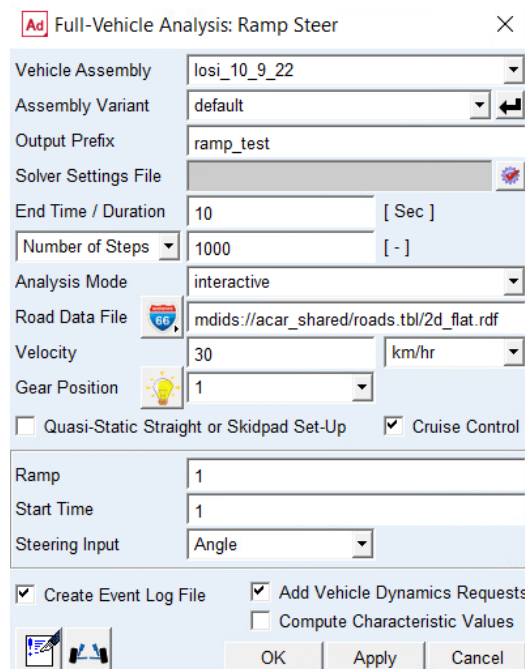 Ad Full-Vehicle Analysis: Ramp Steer
Vehicle Assembly losi_10_9_22
Assembly Variant default
Output Prefix ramp_test
Solver Settings File
End Time / Duration 10 [ Sec ]
Number of Steps 1000 [ - ]
Analysis Mode interactive
Road Data File 66 mdids://acar_shared/roads.tbl/2d_flat.rdf
Velocity 30 km/hr
Gear Position 1
Quasi-Static Straight or Skidpad Set-Up Cruise Control
Ramp 1
Start Time 1
Steering Input Angle
Create Event Log File Add Vehicle Dynamics Requests
Compute Characteristic Values
OK Apply Cancel